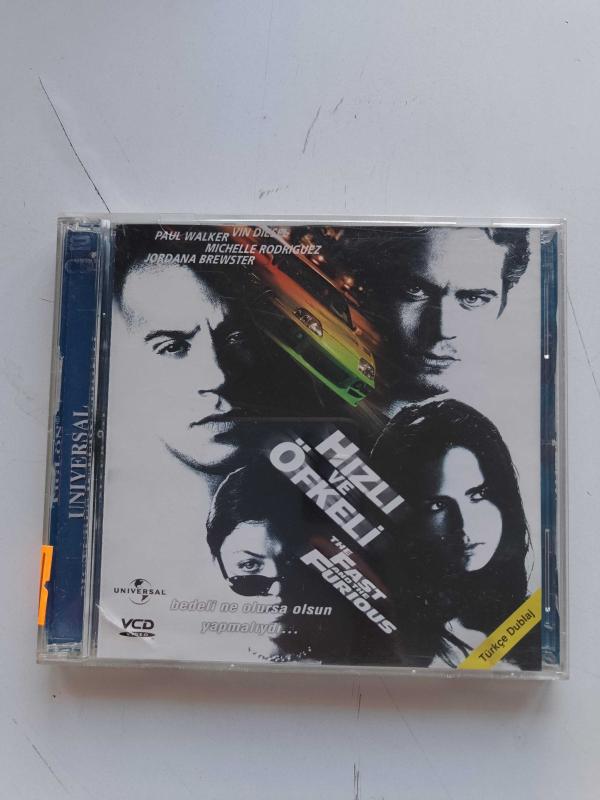 VIN DIESEL
PAUL WALKER
MICHELLE RODRIGUEZ
JORDANA BREWSTER
UNIVERSAL
HIZLI
VE
ÖFKELİ
THE
FAST
AND THE
FURIOUS
UNIVERSAL
bedeli ne olursa olsun
yapmalıydı...
VCD
VIDEO
Türkçe Dublaj